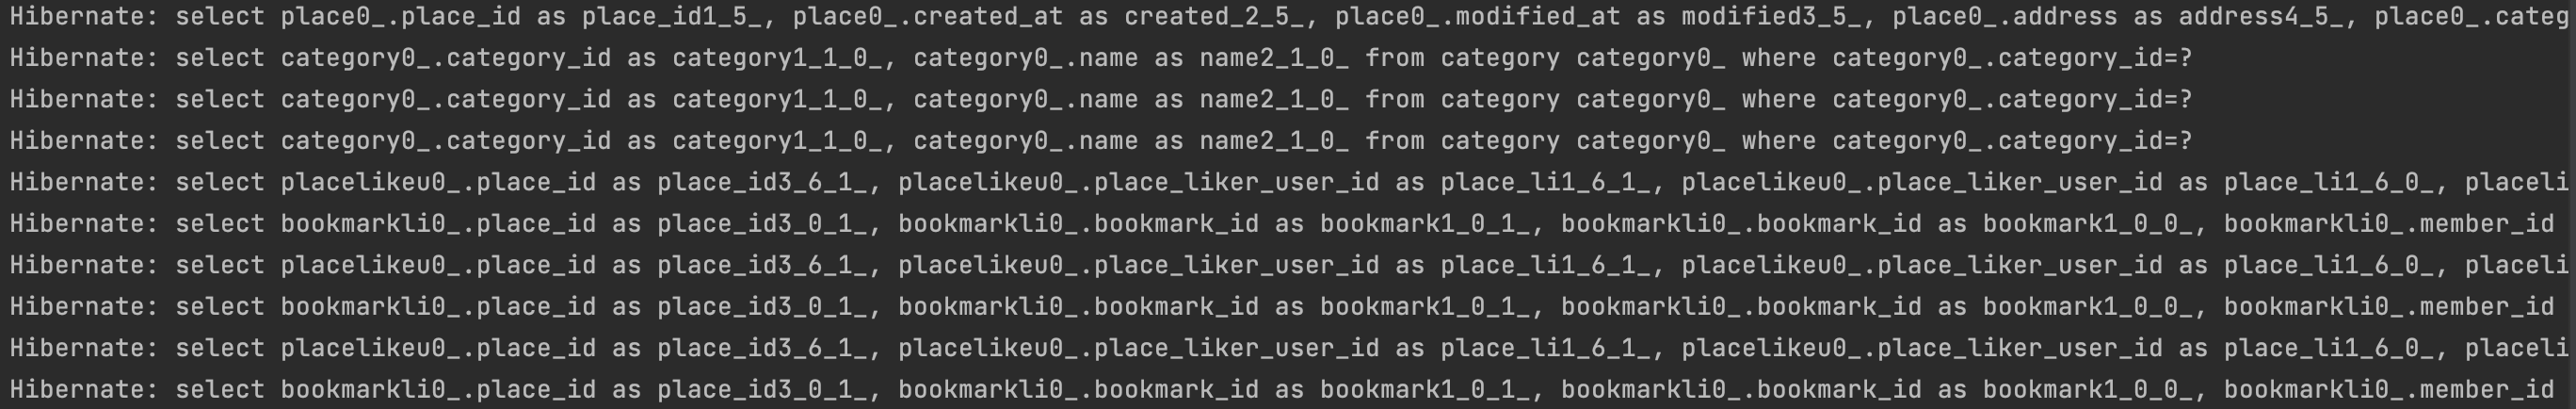 Hibernate: select place0_.place_id as place_id1_5_, place0_.created_at as created_2_5_, place0_.modified_at as modified3_5_, place0_.address as address4_5_, place0_.categ
Hibernate: select category0_.category_id as category1_1_0_, category0_.name as name2_1_0_ from category category0_ where category0_.category_id=?
Hibernate: select category0_.category_id as category1_1_0_, category0_.name as name2_1_0_ from category category0_ where category0_.category_id=?
Hibernate: select category0_.category_id as category1_1_0_, category0_.name as name2_1_0_ from category category0_ where category0_.category_id=?
Hibernate: select placelikeu0_.place_id as place_id3_6_1_, placelikeu0_.place_liker_user_id as place_li1_6_1_, placelikeu0_.place_liker_user_id as place_li1_6_0_, placeli
Hibernate: select bookmarkli0_.place_id as place_id3_0_1_, bookmarkli0_.bookmark_id as bookmark1_0_1_, bookmarkli0_.bookmark_id as bookmark1_0_0_, bookmarkli0_.member_id
Hibernate: select placelikeu0_.place_id as place_id3_6_1_, placelikeu0_.place_liker_user_id as place_li1_6_1_, placelikeu0_.place_liker_user_id as place_li1_6_0_, placeli
Hibernate: select bookmarkli0_.place_id as place_id3_0_1_, bookmarkli0_.bookmark_id as bookmark1_0_1_, bookmarkli0_.bookmark_id as bookmark1_0_0_, bookmarkli0_.member_id
Hibernate: select placelikeu0_.place_id as place_id3_6_1_, placelikeu0_.place_liker_user_id as place_li1_6_1_, placelikeu0_.place_liker_user_id as place_li1_6_0_, placeli
Hibernate: select bookmarkli0_.place_id as place_id3_0_1_, bookmarkli0_.bookmark_id as bookmark1_0_1_, bookmarkli0_.bookmark_id as bookmark1_0_0_, bookmarkli0_.member_id